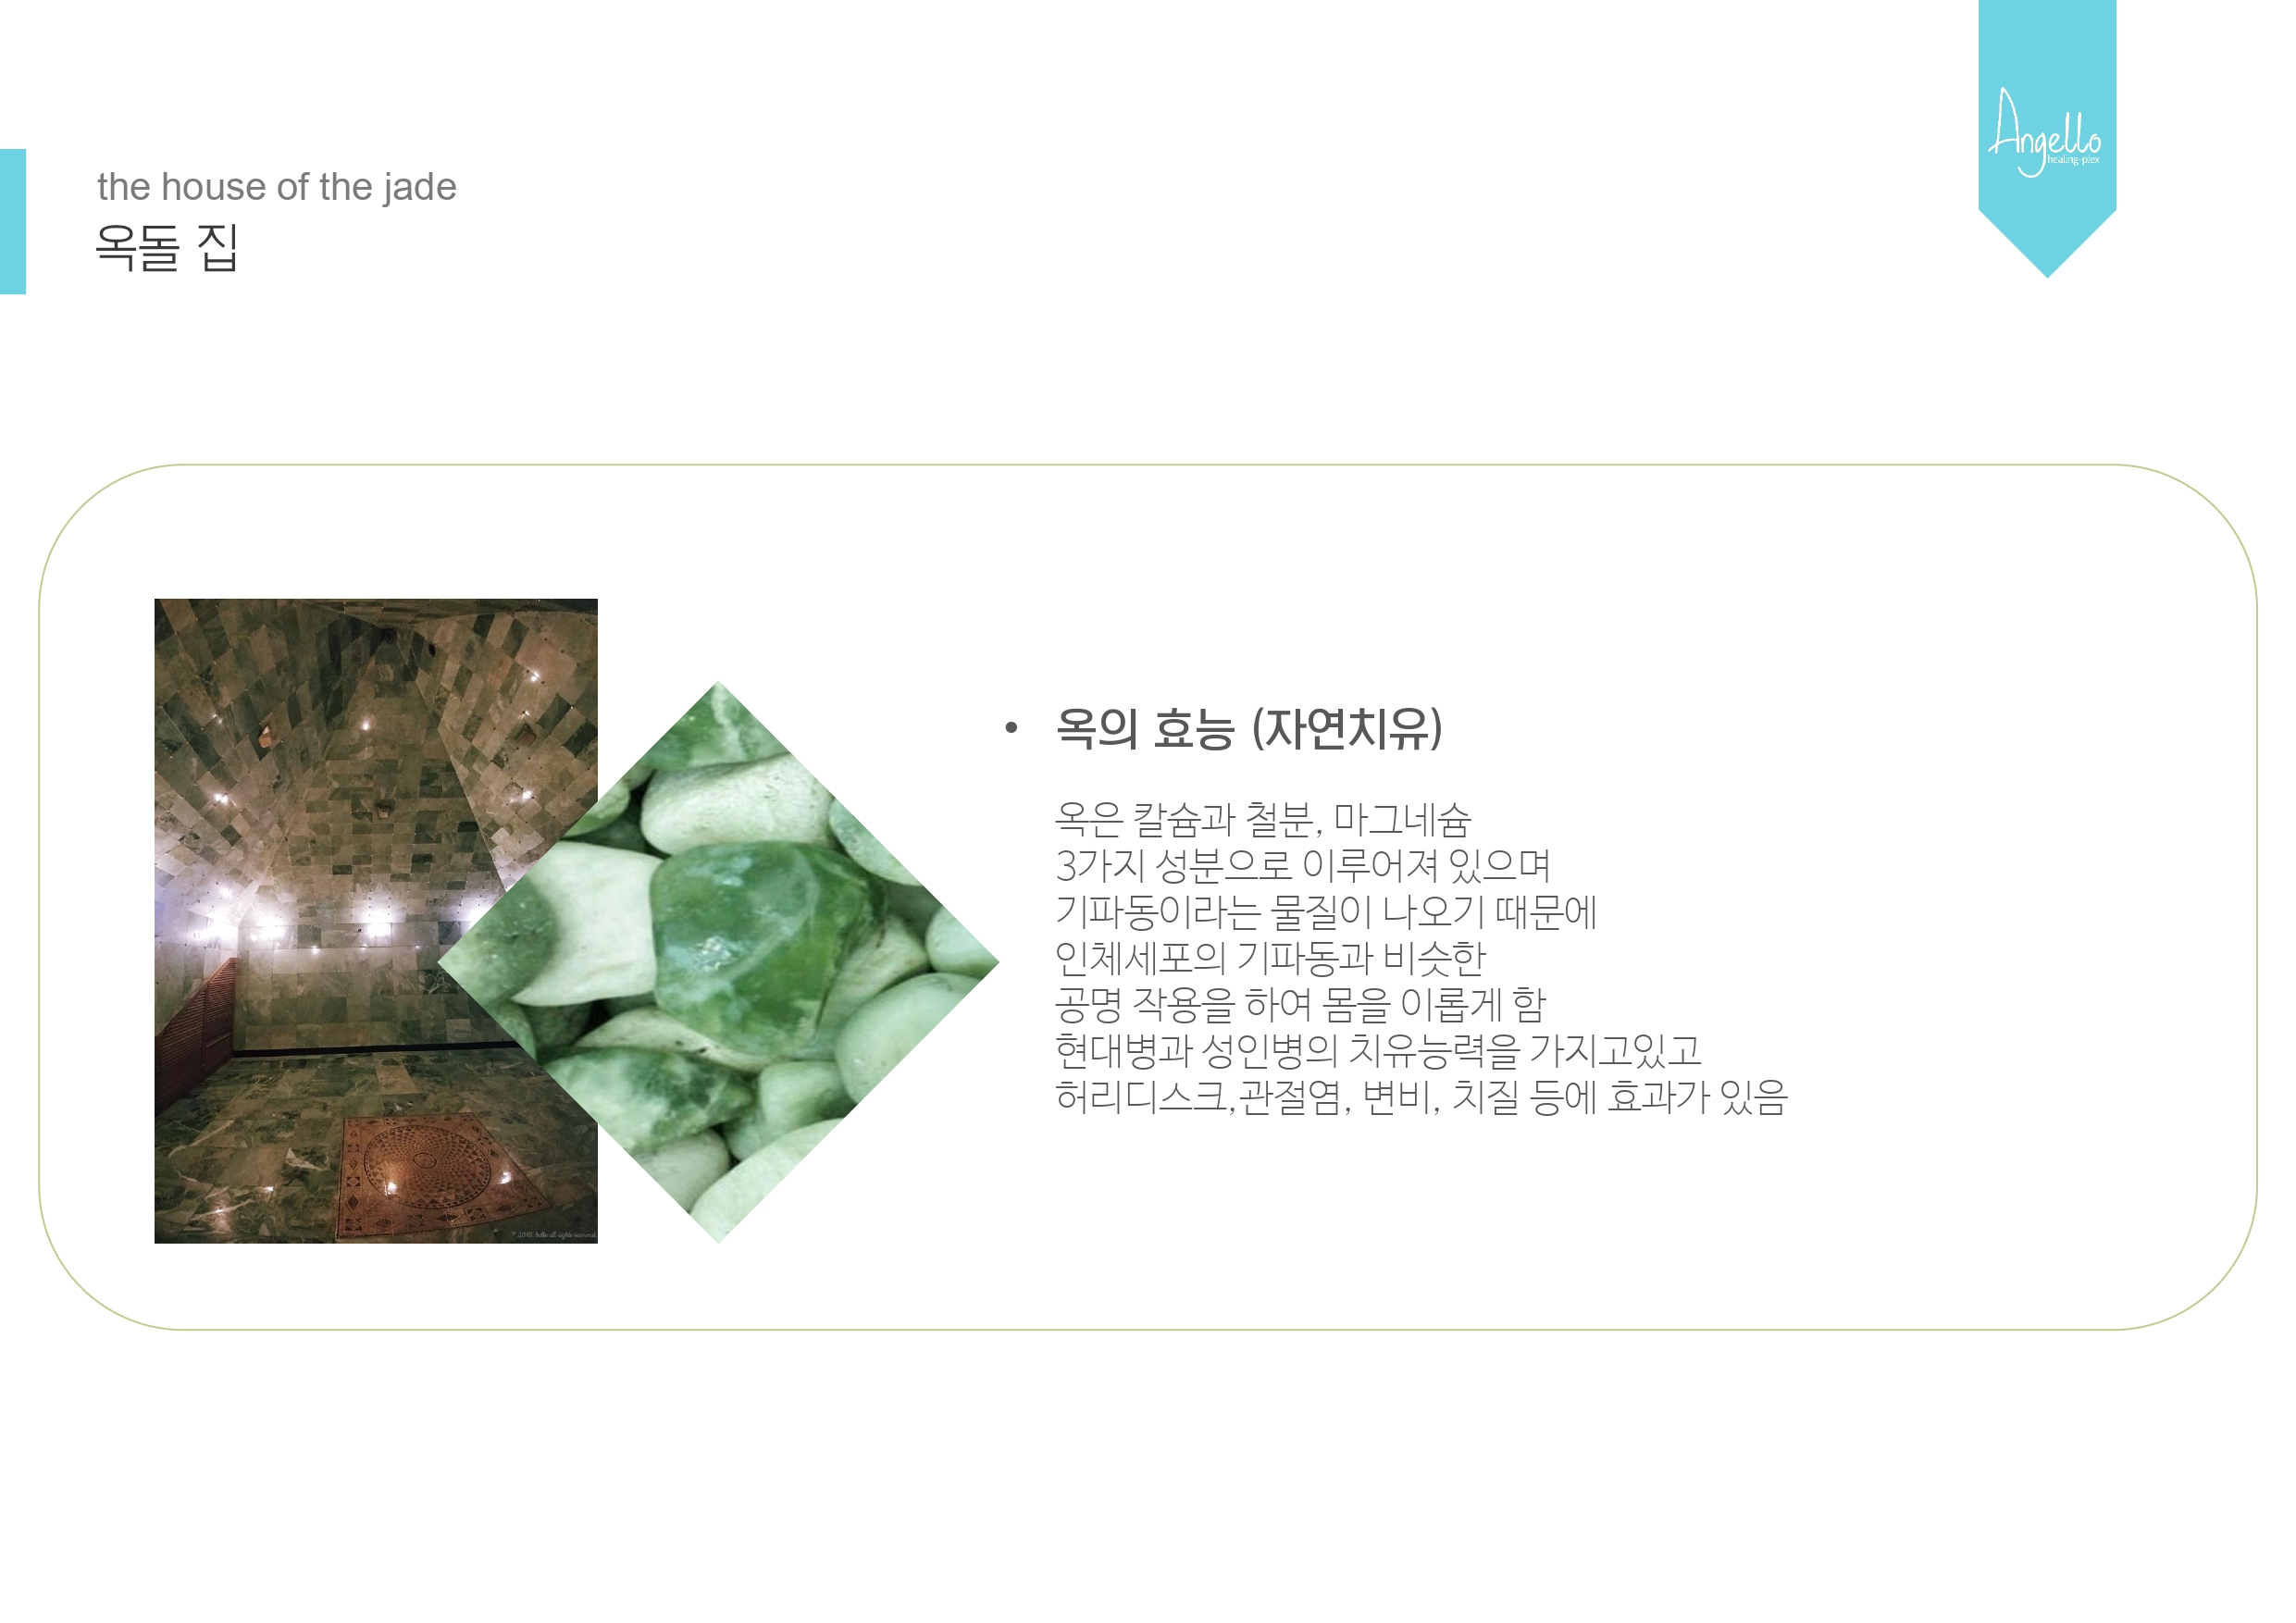 Angello
healing-plex
the house of the jade
옥돌 집
• 옥의 효능 (자연치유)
옥은 칼슘과 철분, 마그네슘
3가지 성분으로 이루어져 있으며
기파동이라는 물질이 나오기 때문에
인체세포의 기파동과 비슷한
공명 작용을 하여 몸을 이롭게 함
현대병과 성인병의 치유능력을 가지고있고
허리디스크,관절염, 변비, 치질 등에 효과가 있음